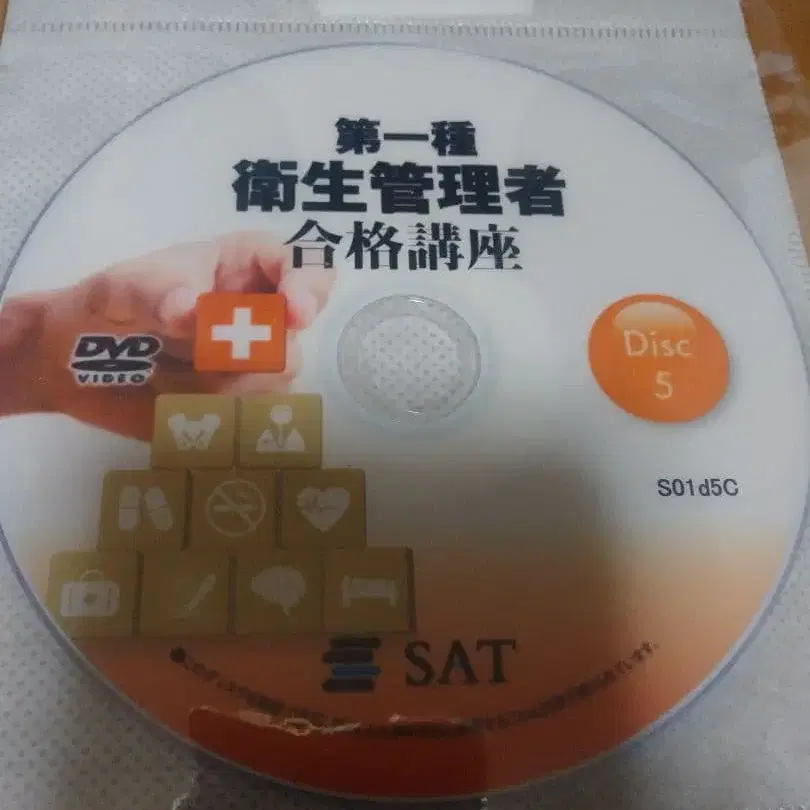 第一種
衛生管理者
合格講座
DVD
VIDEO
Disc
5
S01d5C
SAT